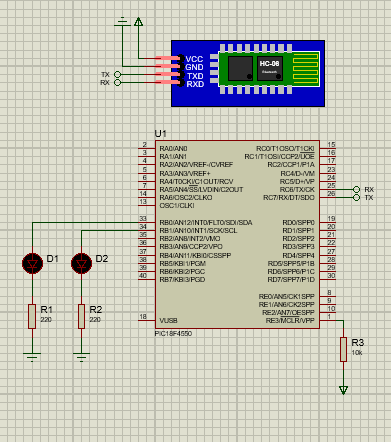 HC-06
Bluetooth
VCC
GND
TX TXD
RX RXD
U1
2 RA0/AN0 RC0/T1OSO/T1CKI 15
3 RA1/AN1 RC1/T1OSI/CCP2/UOE 16
4 RA2/AN2/VREF-/CVREF RC2/CCP1/P1A 17
5 RA3/AN3/VREF+ RC4/D-/VM 23
6 RA4/T0CKI/C1OUT/RCV RC5/D+/VP 24
7 RA5/AN4/SS/LVDIN/C2OUT RC6/TX/CK 25 RX
14 RA6/OSC2/CLKO RC7/RX/DT/SDO 26 TX
13 OSC1/CLKI
33 RB0/AN12/INT0/FLT0/SDI/SDA RD0/SPP0 19
34 RB1/AN10/INT1/SCK/SCL RD1/SPP1 20
35 RB2/AN8/INT2/VMO RD2/SPP2 21
36 RB3/AN9/CCP2/VPO RD3/SPP3 22
37 RB4/AN11/KBI0/CSSPP RD4/SPP4 27
38 RB5/KBI1/PGM RD5/SPP5/P1B 28
39 RB6/KBI2/PGC RD6/SPP6/P1C 29
40 RB7/KBI3/PGD RD7/SPP7/P1D 30
D1 D2
RE0/AN5/CK1SPP 8
RE1/AN6/CK2SPP 9
RE2/AN7/OESPP 10
18 VUSB RE3/MCLR/VPP 1
PIC18F4550
R1 R2
220 220
R3
10k